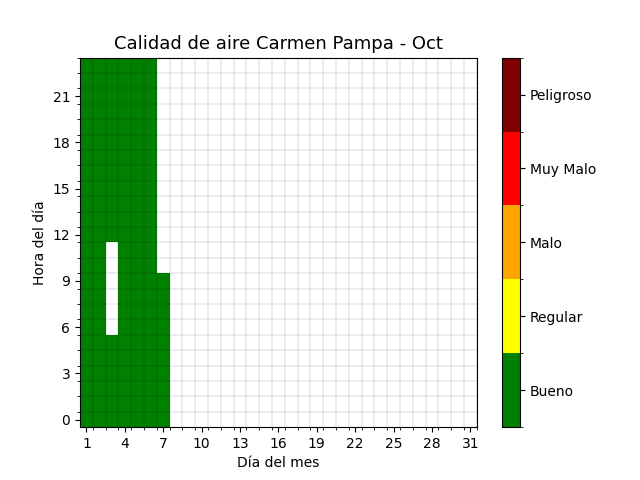 Calidad de aire Carmen Pampa - Oct
Hora del día
21
18
15
12
9
6
3
0
1 4 7 10 13 16 19 22 25 28 31
Día del mes
Peligroso
Muy Malo
Malo
Regular
Bueno